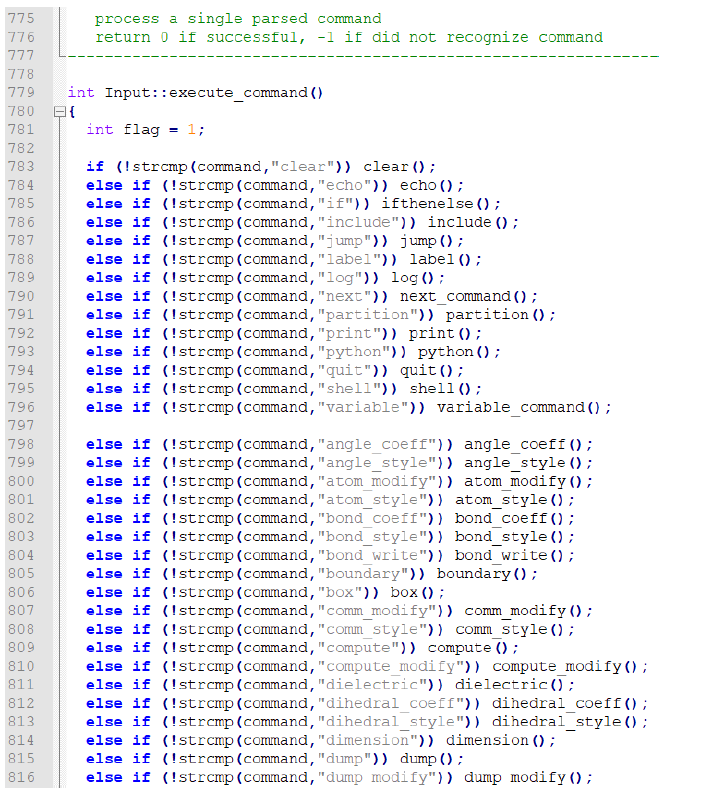 775 process a single parsed command
776 return 0 if successful, -1 if did not recognize command
777 ------------------------------------------------------------------------
778
779 int Input::execute_command()
780 {
781 int flag = 1;
782
783 if (!strcmp(command,"clear")) clear();
784 else if (!strcmp(command,"echo")) echo();
785 else if (!strcmp(command,"if")) ifthenelse();
786 else if (!strcmp(command,"include")) include();
787 else if (!strcmp(command,"jump")) jump();
788 else if (!strcmp(command,"label")) label();
789 else if (!strcmp(command,"log")) log();
790 else if (!strcmp(command,"next")) next_command();
791 else if (!strcmp(command,"partition")) partition();
792 else if (!strcmp(command,"print")) print();
793 else if (!strcmp(command,"python")) python();
794 else if (!strcmp(command,"quit")) quit();
795 else if (!strcmp(command,"shell")) shell();
796 else if (!strcmp(command,"variable")) variable_command();
797
798 else if (!strcmp(command,"angle_coeff")) angle_coeff();
799 else if (!strcmp(command,"angle_style")) angle_style();
800 else if (!strcmp(command,"atom_modify")) atom_modify();
801 else if (!strcmp(command,"atom_style")) atom_style();
802 else if (!strcmp(command,"bond_coeff")) bond_coeff();
803 else if (!strcmp(command,"bond_style")) bond_style();
804 else if (!strcmp(command,"bond_write")) bond_write();
805 else if (!strcmp(command,"boundary")) boundary();
806 else if (!strcmp(command,"box")) box();
807 else if (!strcmp(command,"comm_modify")) comm_modify();
808 else if (!strcmp(command,"comm_style")) comm_style();
809 else if (!strcmp(command,"compute")) compute();
810 else if (!strcmp(command,"compute_modify")) compute_modify();
811 else if (!strcmp(command,"dielectric")) dielectric();
812 else if (!strcmp(command,"dihedral_coeff")) dihedral_coeff();
813 else if (!strcmp(command,"dihedral_style")) dihedral_style();
814 else if (!strcmp(command,"dimension")) dimension();
815 else if (!strcmp(command,"dump")) dump();
816 else if (!strcmp(command,"dump_modify")) dump_modify();